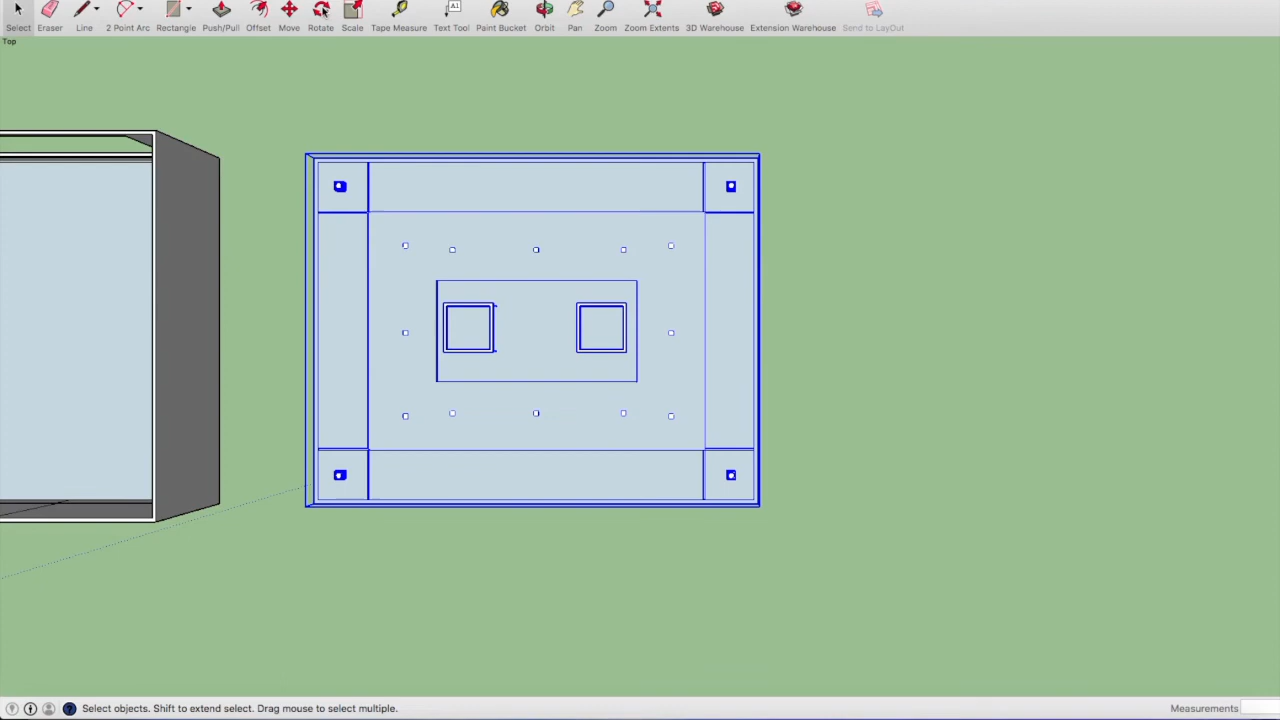 Select Eraser Line 2 Point Arc Rectangle Push/Pull Offset Move Rotate Scale Tape Measure A1 Text Tool Paint Bucket Orbit Pan Zoom Zoom Extents 3D Warehouse Extension Warehouse Send to LayOut
Top
Select objects. Shift to extend select. Drag mouse to select multiple. Measurements